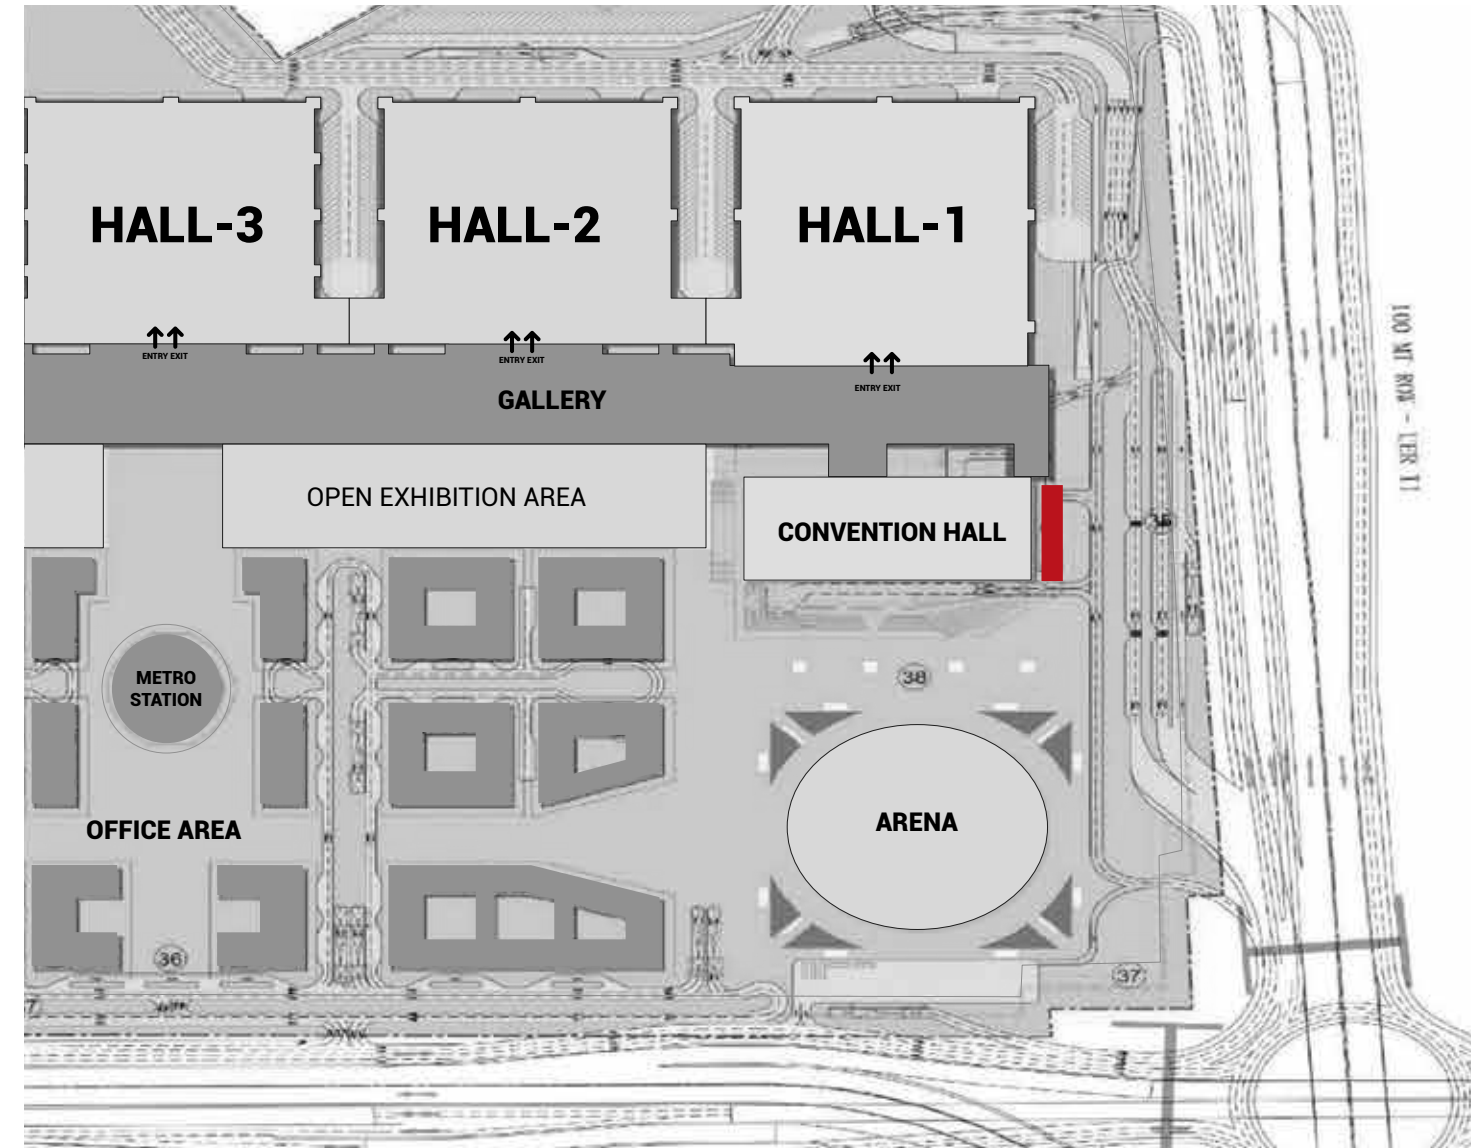 HALL-3
HALL-2
HALL-1
ENTRY EXIT
ENTRY EXIT
ENTRY EXIT
GALLERY
OPEN EXHIBITION AREA
CONVENTION HALL
METRO
STATION
38
ARENA
OFFICE AREA
36
37